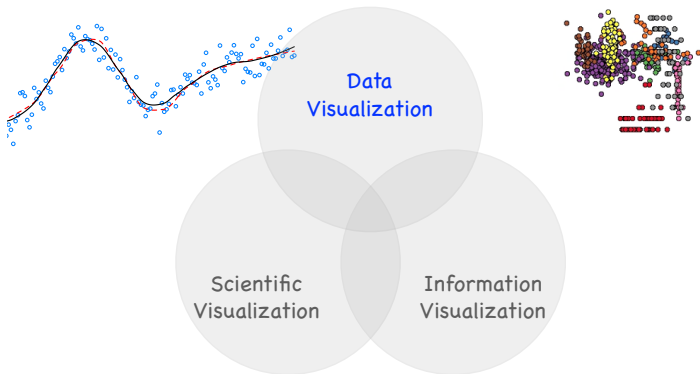 Data
Visualization
Scientific
Visualization
Information
Visualization